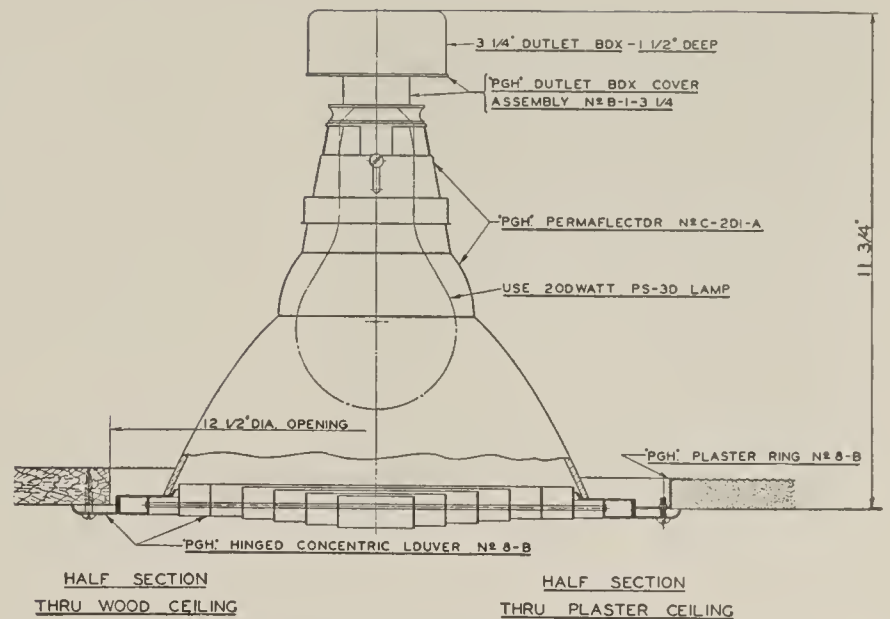 3 1/4" OUTLET BOX - 1 1/2" DEEP
"PGH" OUTLET BOX COVER
ASSEMBLY Nº B-1-3 1/4
"PGH" PERMAFLECTOR Nº C-201-A
11 3/4"
USE 200 WATT PS-30 LAMP
12 1/2" DIA. OPENING
"PGH" PLASTER RING Nº 8-B
"PGH" HINGED CONCENTRIC LOUVER Nº 8-B
HALF SECTION
THRU WOOD CEILING
HALF SECTION
THRU PLASTER CEILING